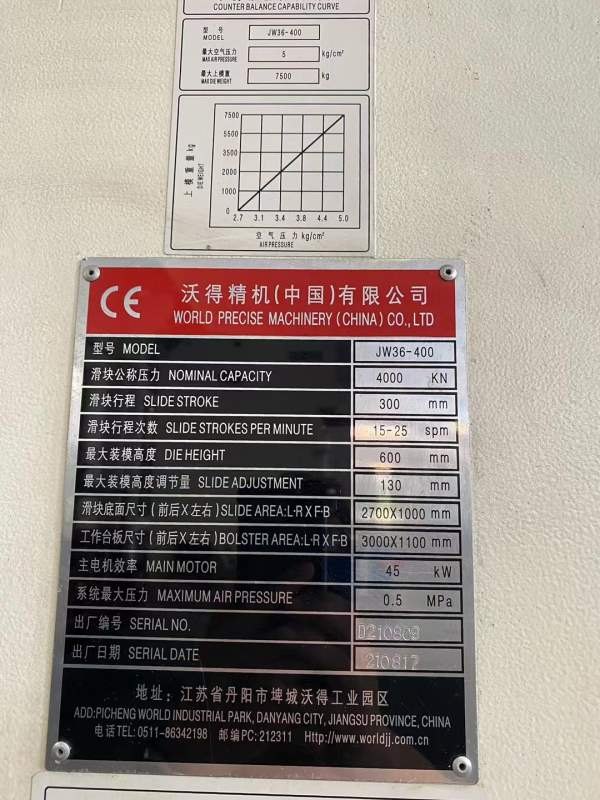 COUNTER BALANCE CAPABILITY CURVE
型 号 MODEL JW36-400
最大空气压力 MAX AIR PRESSURE 5 kg/cm²
最大上模重 MAX DIE WEIGHT 7500 kg
上模重量 kg
DIE WEIGHT
7500
5500
3500
2000
1000
0
2.7 3.1 3.4 3.8 4.4 5.0
空 气 压 力 kg/cm²
AIR PRESSURE
CE
沃得精机(中国)有限公司
WORLD PRECISE MACHINERY (CHINA) CO.,LTD
型号 MODEL JW36-400
滑块公称压力 NOMINAL CAPACITY 4000 KN
滑块行程 SLIDE STROKE 300 mm
滑块行程次数 SLIDE STROKES PER MINUTE 15-25 spm
最大装模高度 DIE HEIGHT 600 mm
最大装模高度调节量 SLIDE ADJUSTMENT 130 mm
滑块底面尺寸(前后X左右)SLIDE AREA:L·R X F·B 2700X1000 mm
工作台板尺寸(前后X左右)BOLSTER AREA:L·R X F·B 3000X1100 mm
主电机效率 MAIN MOTOR 45 kW
系统最大压力 MAXIMUM AIR PRESSURE 0.5 MPa
出厂编号 SERIAL NO. D210808
出厂日期 SERIAL DATE 210817
地址: 江苏省丹阳市埤城沃得工业园区
ADD:PICHENG WORLD INDUSTRIAL PARK, DANYANG CITY, JIANGSU PROVINCE, CHINA
电话 TEL: 0511-86342198 邮编 PC: 212311 Http://www.worldjj.com.cn